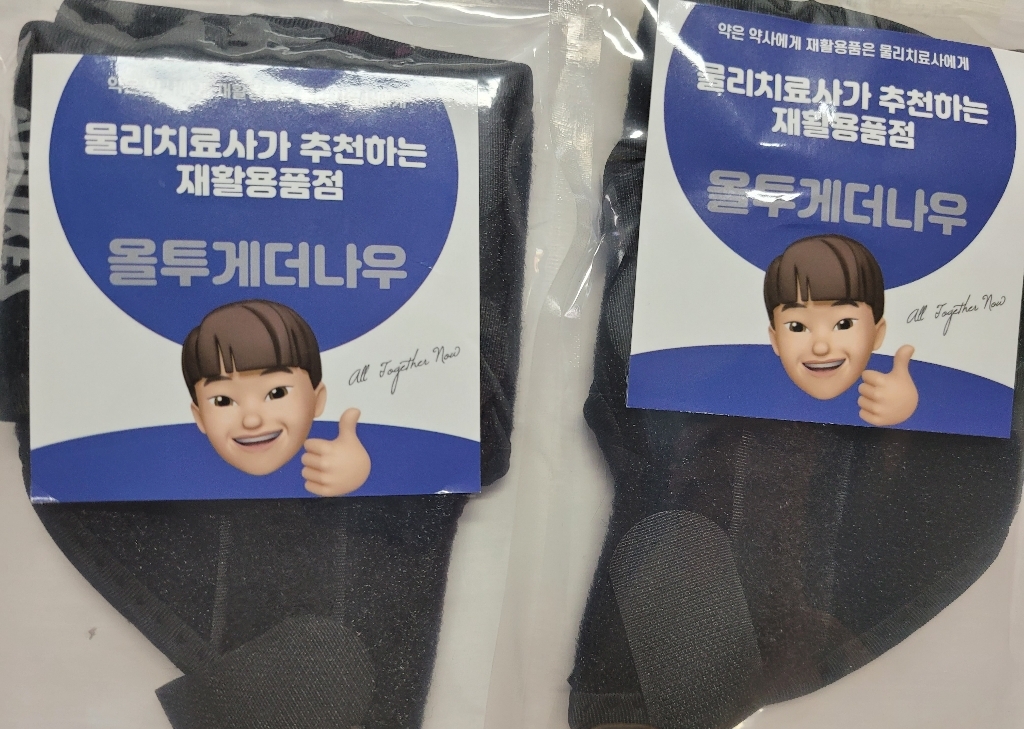 물리치료사가 추천하는
재활용품점
올투게더나우
All Together Now
약은 약사에게 재활용품은 물리치료사에게
물리치료사가 추천하는
재활용품점
올투게더나우
All Together Now